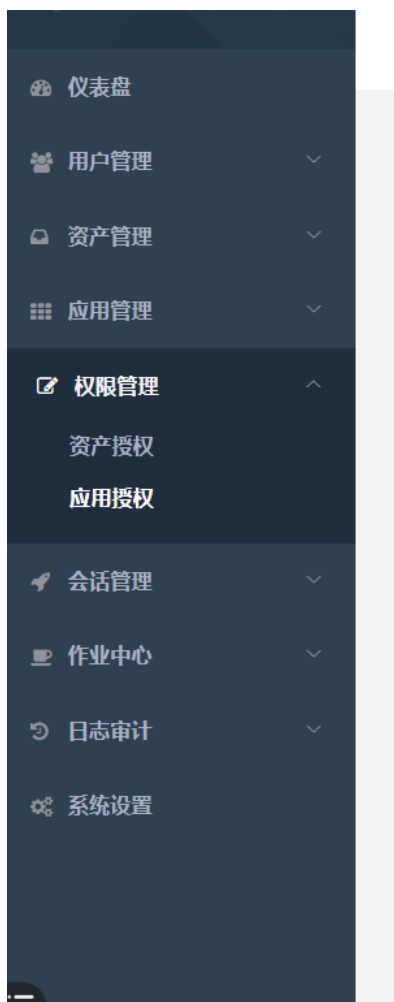 仪表盘
用户管理
资产管理
应用管理
权限管理
资产授权
应用授权
会话管理
作业中心
日志审计
系统设置